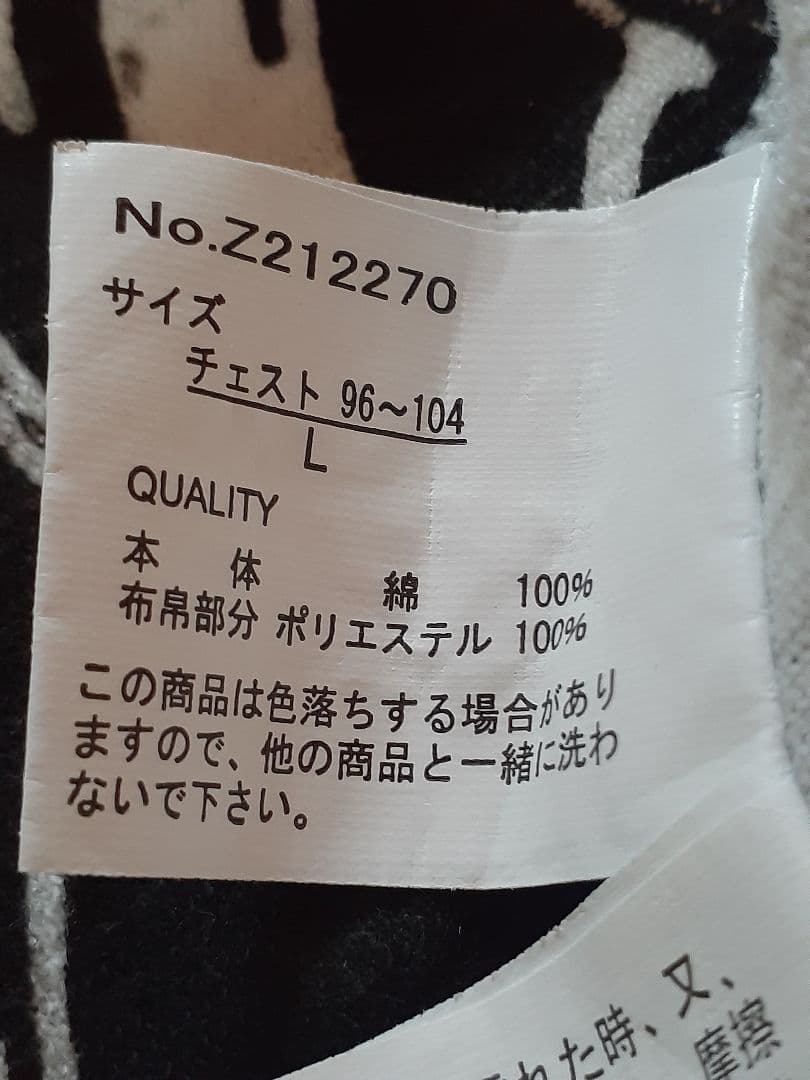 No.Z212270
サイズ
チェスト 96～104
L
QUALITY
本 体 綿 100%
布帛部分 ポリエステル 100%
この商品は色落ちする場合があり
ますので、他の商品と一緒に洗わ
ないで下さい。
れた時、又、
摩擦